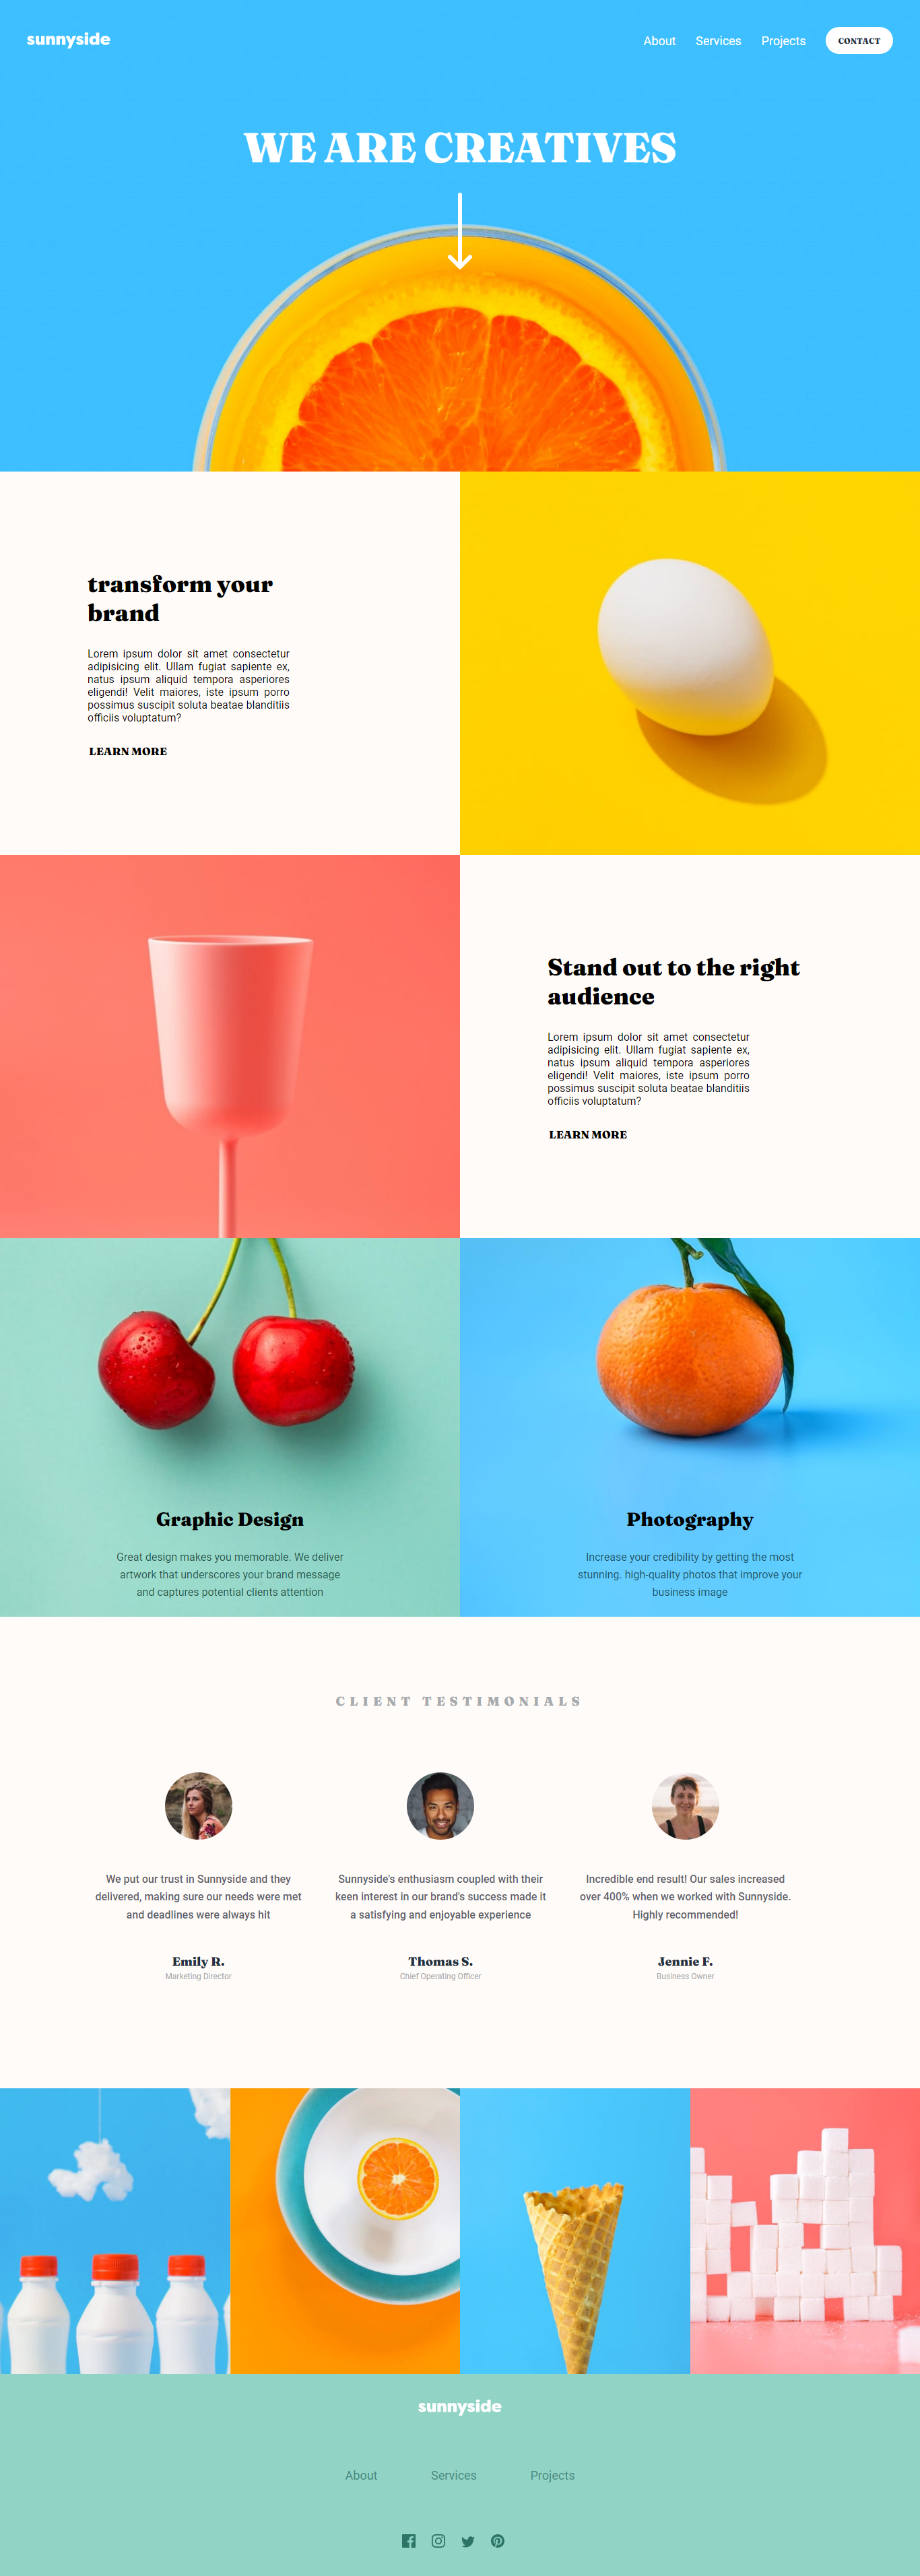 sunnyside
About Services Projects CONTACT
WE ARE CREATIVES
transform your
brand
Lorem ipsum dolor sit amet consectetur
adipisicing elit. Ullam fugiat sapiente ex,
natus ipsum aliquid tempora asperiores
eligendi! Velit maiores, iste ipsum porro
possimus suscipit soluta beatae blanditiis
officiis voluptatum?
LEARN MORE
Stand out to the right
audience
Lorem ipsum dolor sit amet consectetur
adipisicing elit. Ullam fugiat sapiente ex,
natus ipsum aliquid tempora asperiores
eligendi! Velit maiores, iste ipsum porro
possimus suscipit soluta beatae blanditiis
officiis voluptatum?
LEARN MORE
Graphic Design
Great design makes you memorable. We deliver
artwork that underscores your brand message
and captures potential clients attention
Photography
Increase your credibility by getting the most
stunning. high-quality photos that improve your
business image
CLIENT TESTIMONIALS
We put our trust in Sunnyside and they
delivered, making sure our needs were met
and deadlines were always hit
Emily R.
Marketing Director
Sunnyside's enthusiasm coupled with their
keen interest in our brand's success made it
a satisfying and enjoyable experience
Thomas S.
Chief Operating Officer
Incredible end result! Our sales increased
over 400% when we worked with Sunnyside.
Highly recommended!
Jennie F.
Business Owner
sunnyside
About Services Projects